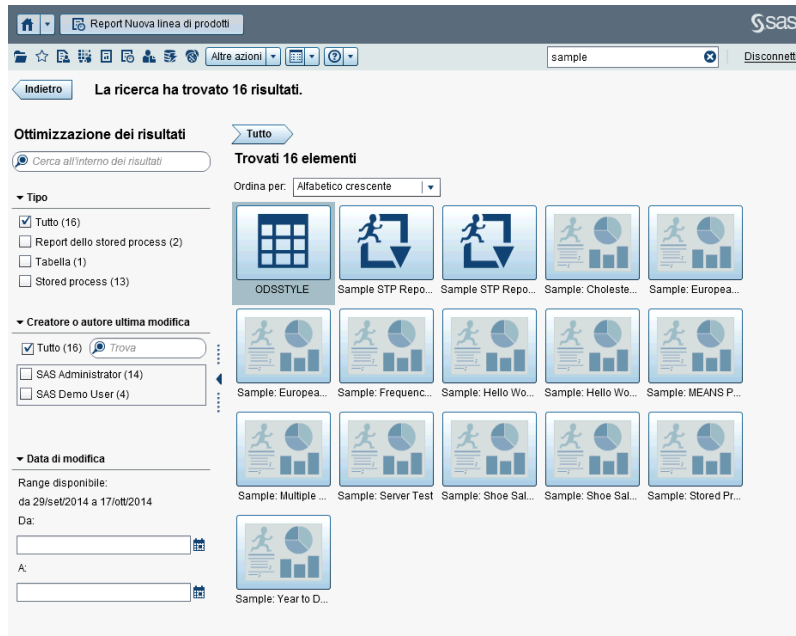 Report Nuova linea di prodotti
sas
Altre azioni
sample
Disconnetti
Indietro
La ricerca ha trovato 16 risultati.
Ottimizzazione dei risultati
Cerca all'interno dei risultati
Tipo
Tutto (16)
Report dello stored process (2)
Tabella (1)
Stored process (13)
Creatore o autore ultima modifica
Tutto (16)
Trova
SAS Administrator (14)
SAS Demo User (4)
Data di modifica
Range disponibile:
da 29/set/2014 a 17/ott/2014
Da:
A:
Tutto
Trovati 16 elementi
Ordina per: Alfabetico crescente
ODSSTYLE
Sample STP Repo...
Sample STP Repo...
Sample: Choleste...
Sample: Europea...
Sample: Europea...
Sample: Frequenc...
Sample: Hello Wo...
Sample: Hello Wo...
Sample: MEANS P...
Sample: Multiple ...
Sample: Server Test
Sample: Shoe Sal...
Sample: Shoe Sal...
Sample: Stored Pr...
Sample: Year to D...